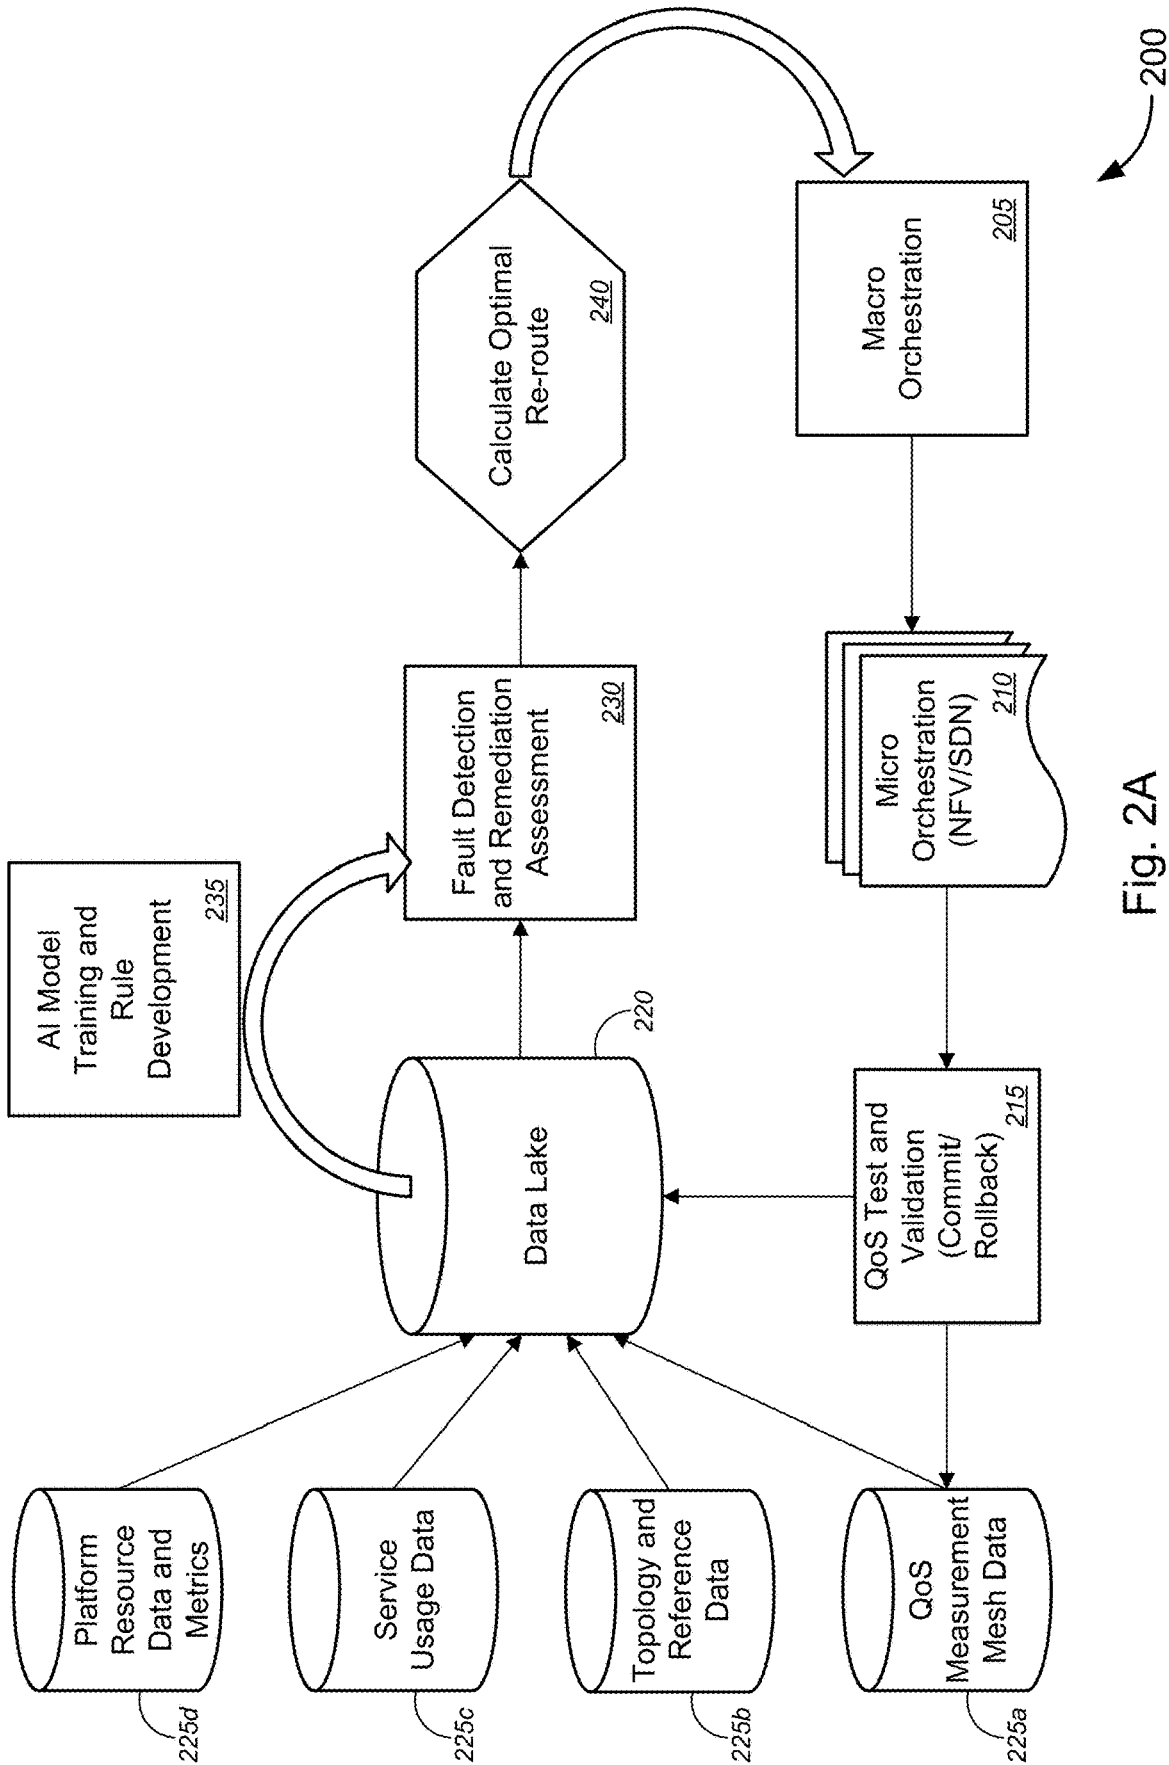 AI Model
Training and
Rule
Development
235
Platform
Resource
Data and
Metrics
225d
Service
Usage Data
225c
Topology and
Reference
Data
225b
QoS
Measurement
Mesh Data
225a
Data Lake
220
Fault Detection
and Remediation
Assessment
230
Calculate Optimal
Re-route
240
QoS Test and
Validation
(Commit/
Rollback)
215
Micro
Orchestration
(NFV/SDN)
210
Macro
Orchestration
205
200
Fig. 2A